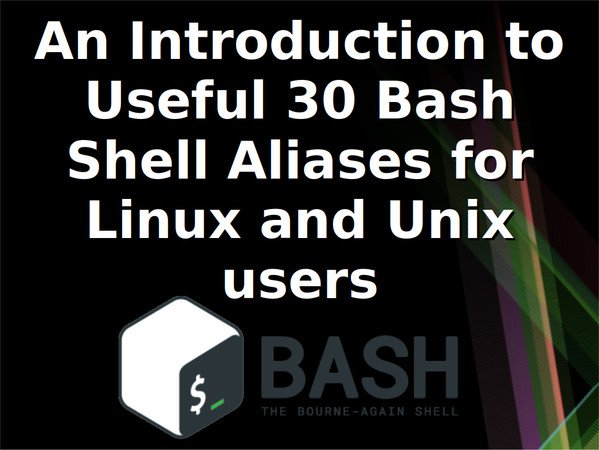 An Introduction to
Useful 30 Bash
Shell Aliases for
Linux and Unix
users
$_
BASH
THE BOURNE-AGAIN SHELL